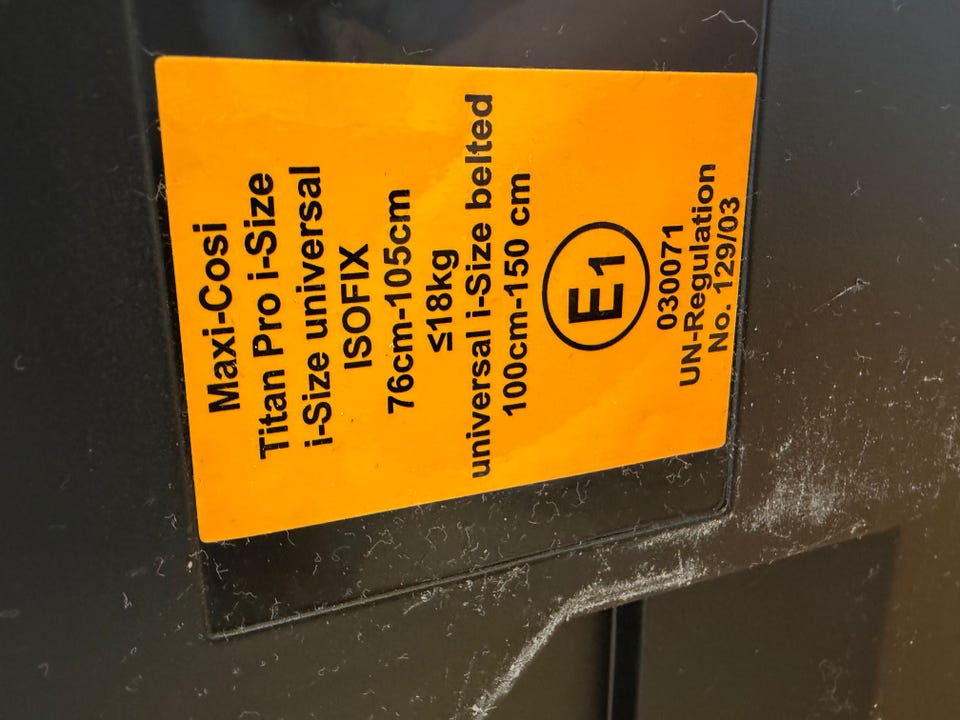 Maxi-Cosi
Titan Pro i-Size
i-Size universal
ISOFIX
76cm-105cm
≤18kg
universal i-Size belted
100cm-150 cm
E1
030071
UN-Regulation
No. 129/03